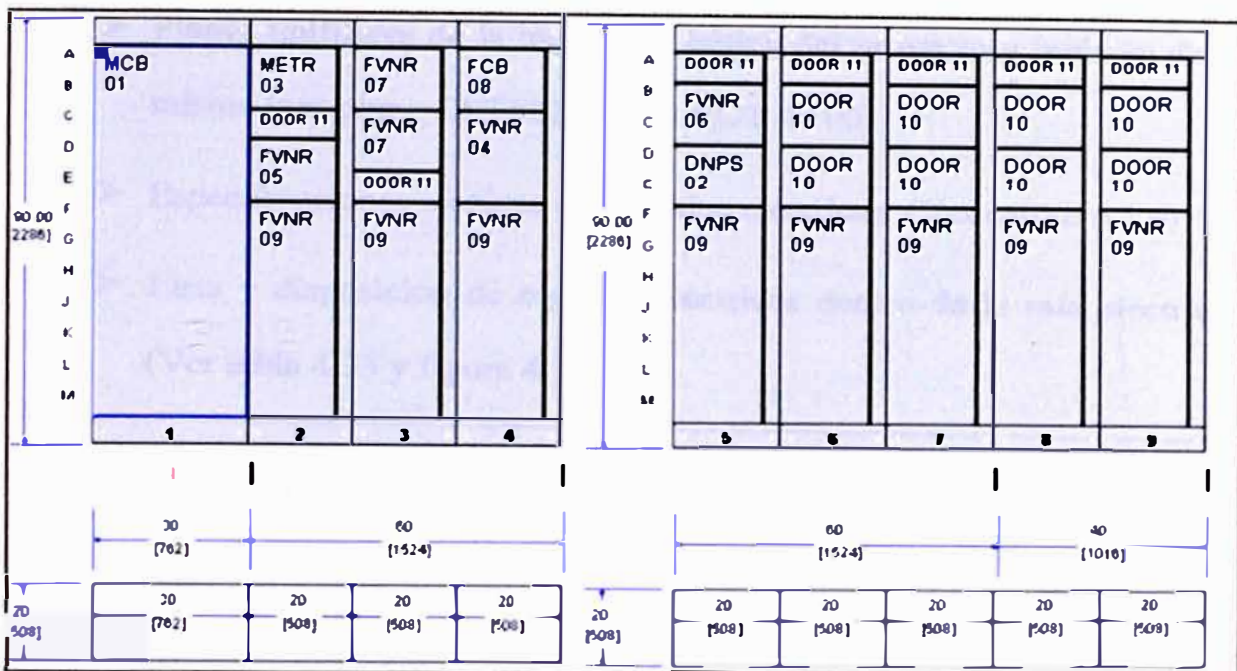 A
B
C
D
E
F
G
H
J
K
L
M
90.00
[2286]
MCB
01
METR
03
DOOR 11
FVNR
05
FVNR
09
FVNR
07
FVNR
07
DOOR 11
FVNR
09
FCB
08
FVNR
04
FVNR
09
1 2 3 4
30
[762]
60
[1524]
20
[508]
30
[762]
20
[508]
20
[508]
20
[508]
A
B
C
D
E
F
G
H
J
K
L
M
90.00
[2286]
DOOR 11
FVNR
06
DNPS
02
FVNR
09
DOOR 11
DOOR
10
DOOR
10
FVNR
09
DOOR 11
DOOR
10
DOOR
10
FVNR
09
DOOR 11
DOOR
10
DOOR
10
FVNR
09
DOOR 11
DOOR
10
DOOR
10
FVNR
09
5 6 7 8 9
60
[1524]
40
[1016]
20
[508]
20
[508]
20
[508]
20
[508]
20
[508]
20
[508]